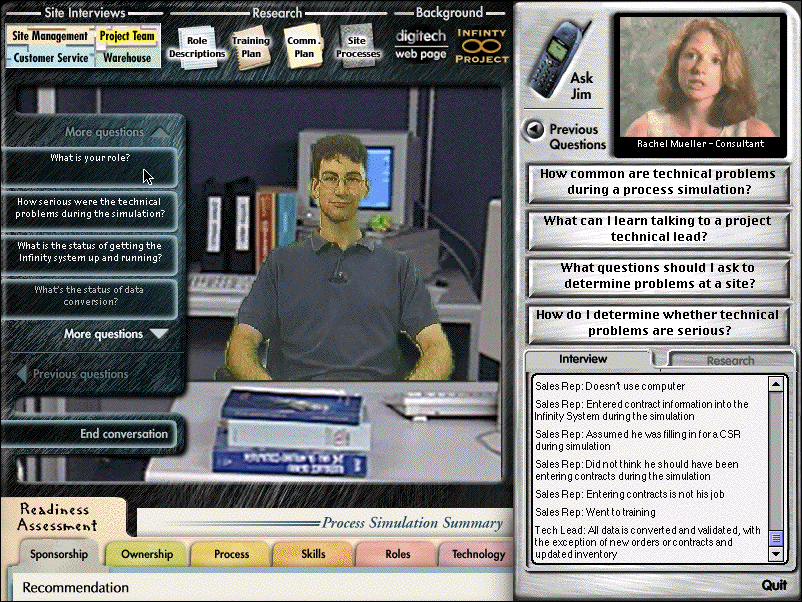 Site Interviews
Research
Background
Site Management
Project Team
Customer Service
Warehouse
Role
Descriptions
Training
Plan
Comm.
Plan
Site
Processes
digitech
web page
INFINTY
PROJECT
Ask
Jim
Previous
Questions
Rachel Mueller - Consultant
More questions
What is your role?
How serious were the technical
problems during the simulation?
What is the status of getting the
Infinity system up and running?
What's the status of data
conversion?
More questions
Previous questions
End conversation
How common are technical problems
during a process simulation?
What can I learn talking to a project
technical lead?
What questions should I ask to
determine problems at a site?
How do I determine whether technical
problems are serious?
Interview
Research
Sales Rep: Doesn't use computer
Sales Rep: Entered contract information into the
Infinity System during the simulation
Sales Rep: Assumed he was filling in for a CSR
during simulation
Sales Rep: Did not think he should have been
entering contracts during the simulation
Sales Rep: Entering contracts is not his job
Sales Rep: Went to training
Tech Lead: All data is converted and validated, with
the exception of new orders or contracts and
updated inventory
Quit
Readiness
Assessment
Process Simulation Summary
Sponsorship
Ownership
Process
Skills
Roles
Technology
Recommendation